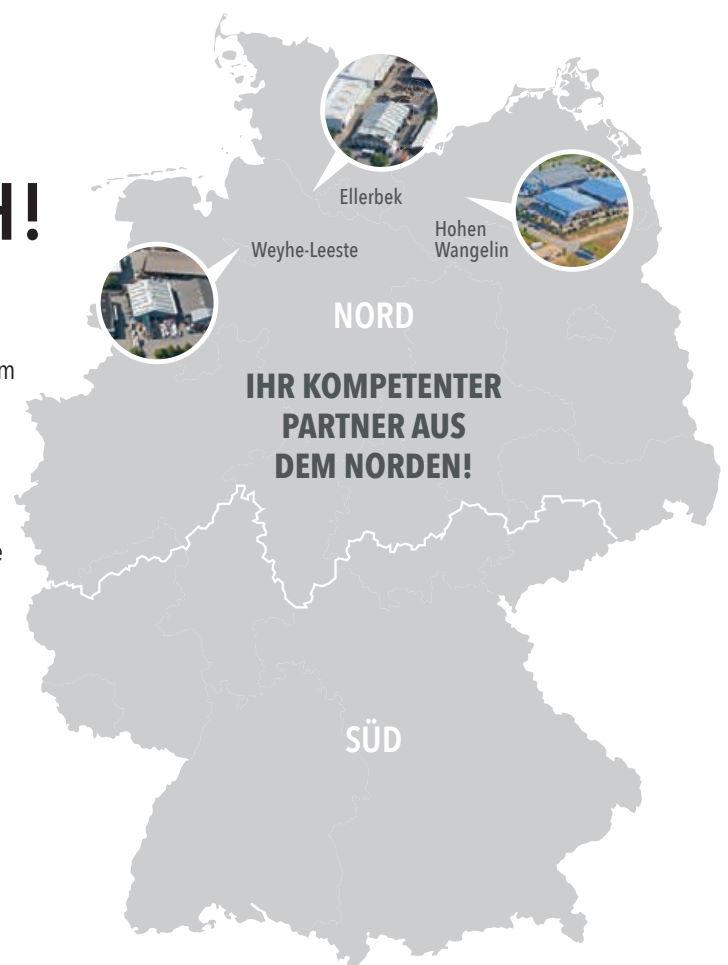 H!
Ellerbek
Hohen
Wangelin
Weyhe-Leeste
NORD
m
IHR KOMPETENTER
PARTNER AUS
DEM NORDEN!
e
SÜD